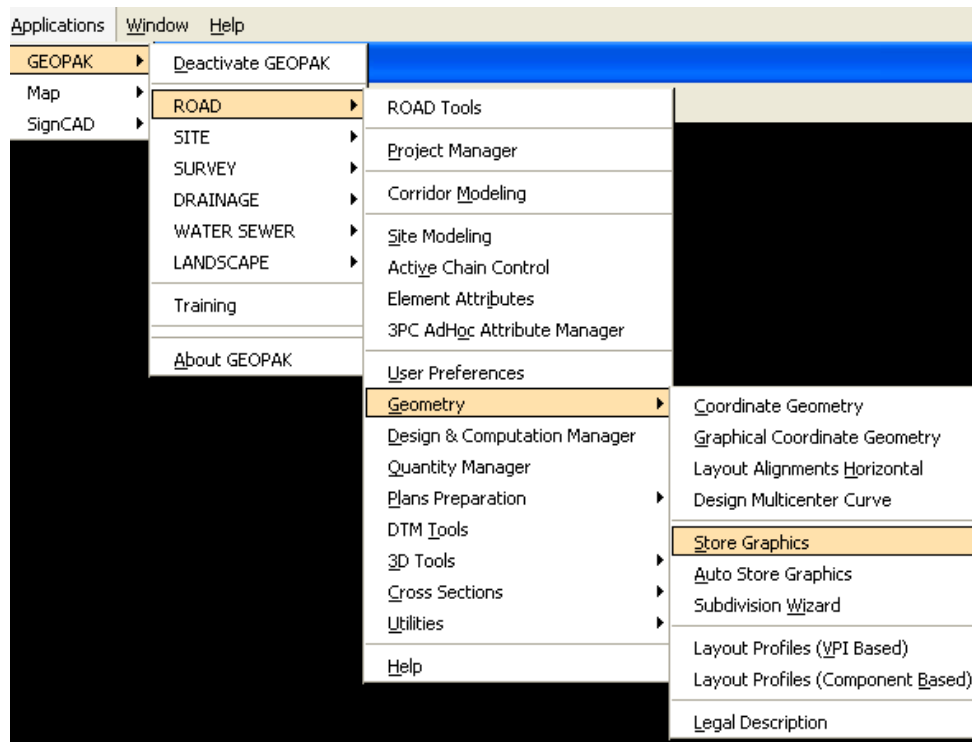 Applications Window Help
GEOPAK
Map
SignCAD
Deactivate GEOPAK
ROAD
SITE
SURVEY
DRAINAGE
WATER SEWER
LANDSCAPE
Training
About GEOPAK
ROAD Tools
Project Manager
Corridor Modeling
Site Modeling
Active Chain Control
Element Attributes
3PC AdHoc Attribute Manager
User Preferences
Geometry
Design & Computation Manager
Quantity Manager
Plans Preparation
DTM Tools
3D Tools
Cross Sections
Utilities
Help
Coordinate Geometry
Graphical Coordinate Geometry
Layout Alignments Horizontal
Design Multicenter Curve
Store Graphics
Auto Store Graphics
Subdivision Wizard
Layout Profiles (VPI Based)
Layout Profiles (Component Based)
Legal Description